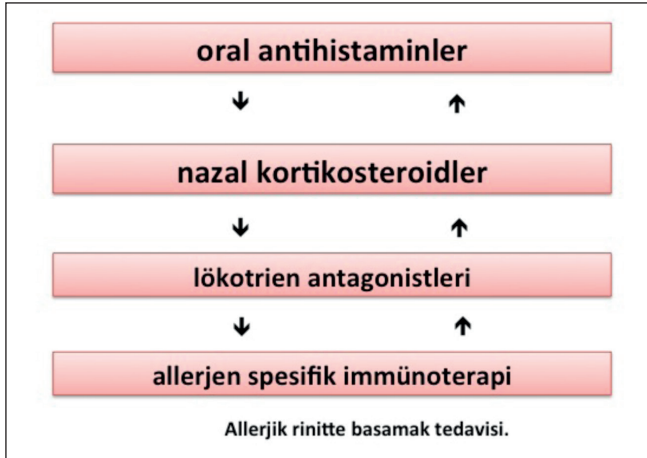 oral antihistaminler
nazal kortikosteroidler
lökotrien antagonistleri
allerjen spesifik immünoterapi
Allerjik rinitte basamak tedavisi.